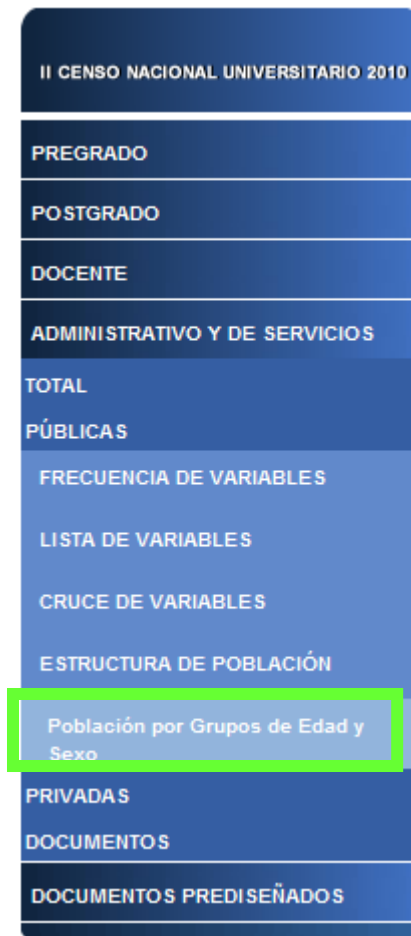 II CENSO NACIONAL UNIVERSITARIO 2010
PREGRADO
POSTGRADO
DOCENTE
ADMINISTRATIVO Y DE SERVICIOS
TOTAL
PÚBLICAS
FRECUENCIA DE VARIABLES
LISTA DE VARIABLES
CRUCE DE VARIABLES
ESTRUCTURA DE POBLACIÓN
Población por Grupos de Edad y
Sexo
PRIVADAS
DOCUMENTOS
DOCUMENTOS PREDISEÑADOS